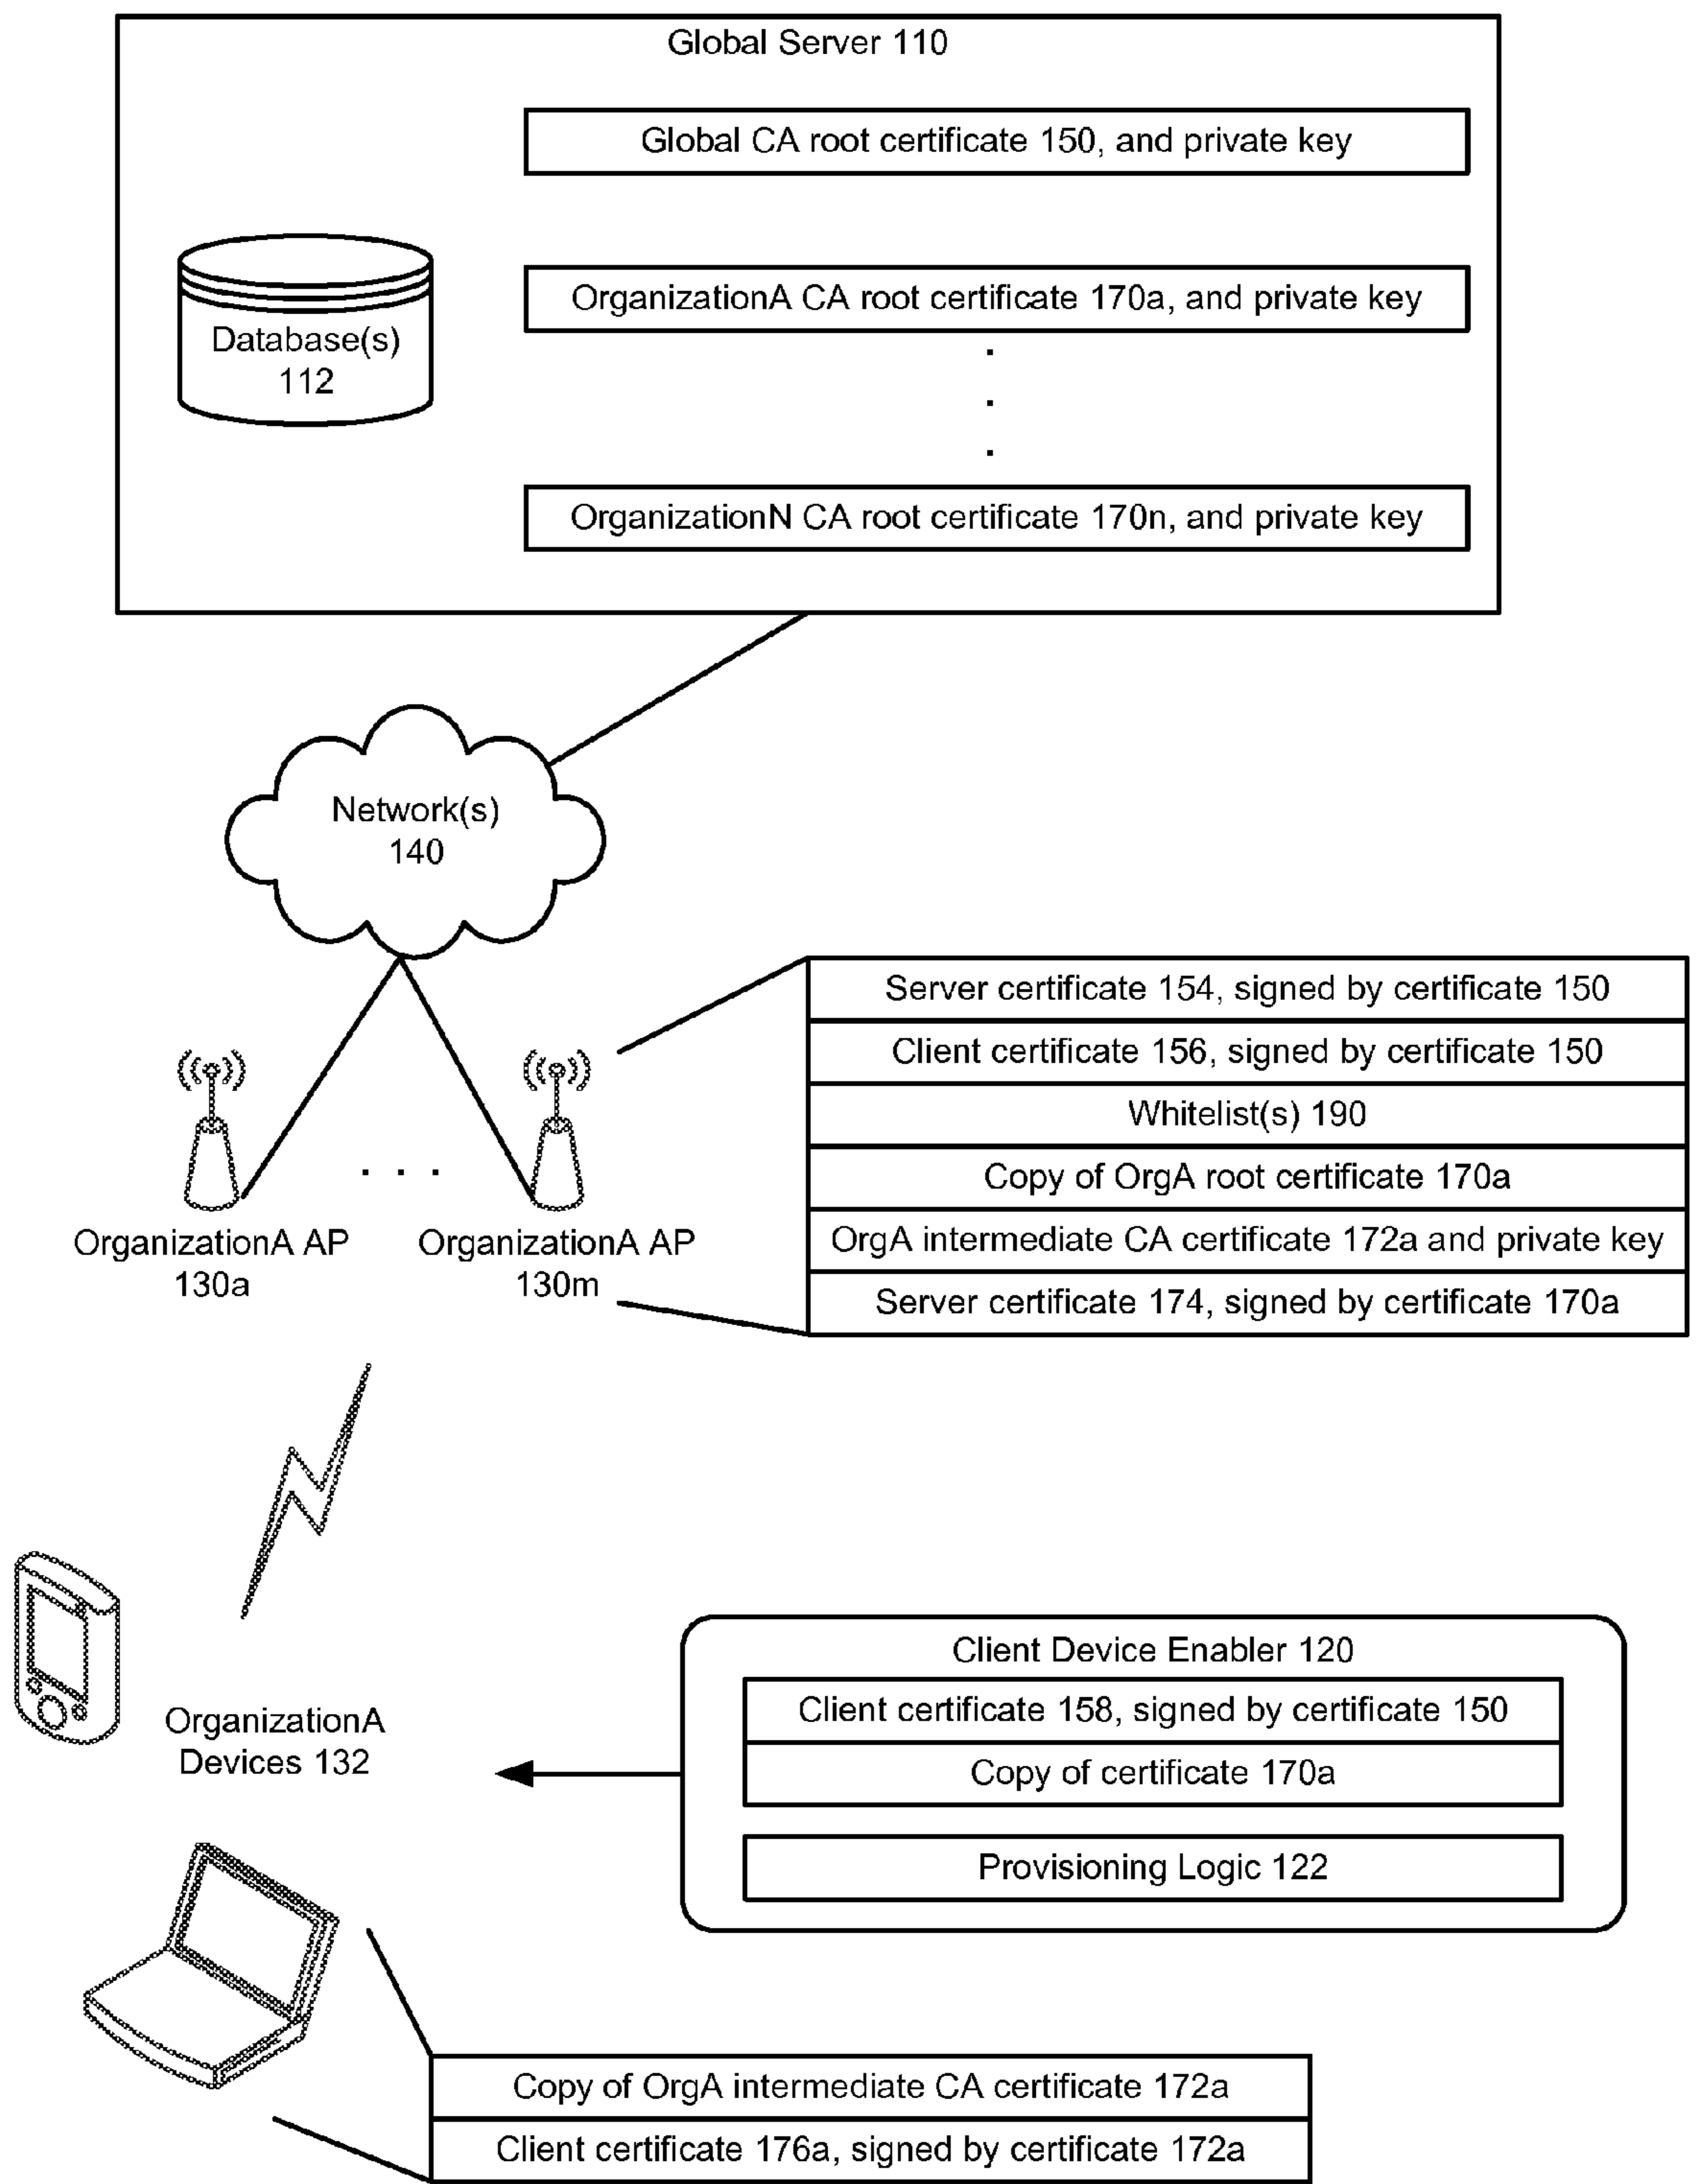 Global Server 110
Global CA root certificate 150, and private key
OrganizationA CA root certificate 170a, and private key
.
.
.
Database(s)
112
OrganizationN CA root certificate 170n, and private key
Network(s)
140
Server certificate 154, signed by certificate 150
Client certificate 156, signed by certificate 150
Whitelist(s) 190
Copy of OrgA root certificate 170a
OrgA intermediate CA certificate 172a and private key
Server certificate 174, signed by certificate 170a
. . .
OrganizationA AP
130a
OrganizationA AP
130m
Client Device Enabler 120
Client certificate 158, signed by certificate 150
Copy of certificate 170a
Provisioning Logic 122
OrganizationA
Devices 132
Copy of OrgA intermediate CA certificate 172a
Client certificate 176a, signed by certificate 172a